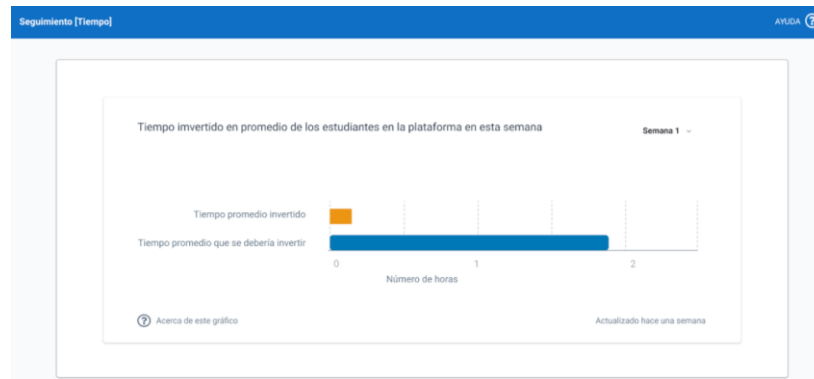 Seguimiento [Tiempo]
AYUDA ?
Tiempo imvertido en promedio de los estudiantes en la plataforma en esta semana
Semana 1
Tiempo promedio invertido
Tiempo promedio que se debería invertir
0 1 2
Número de horas
? Acerca de este gráfico
Actualizado hace una semana